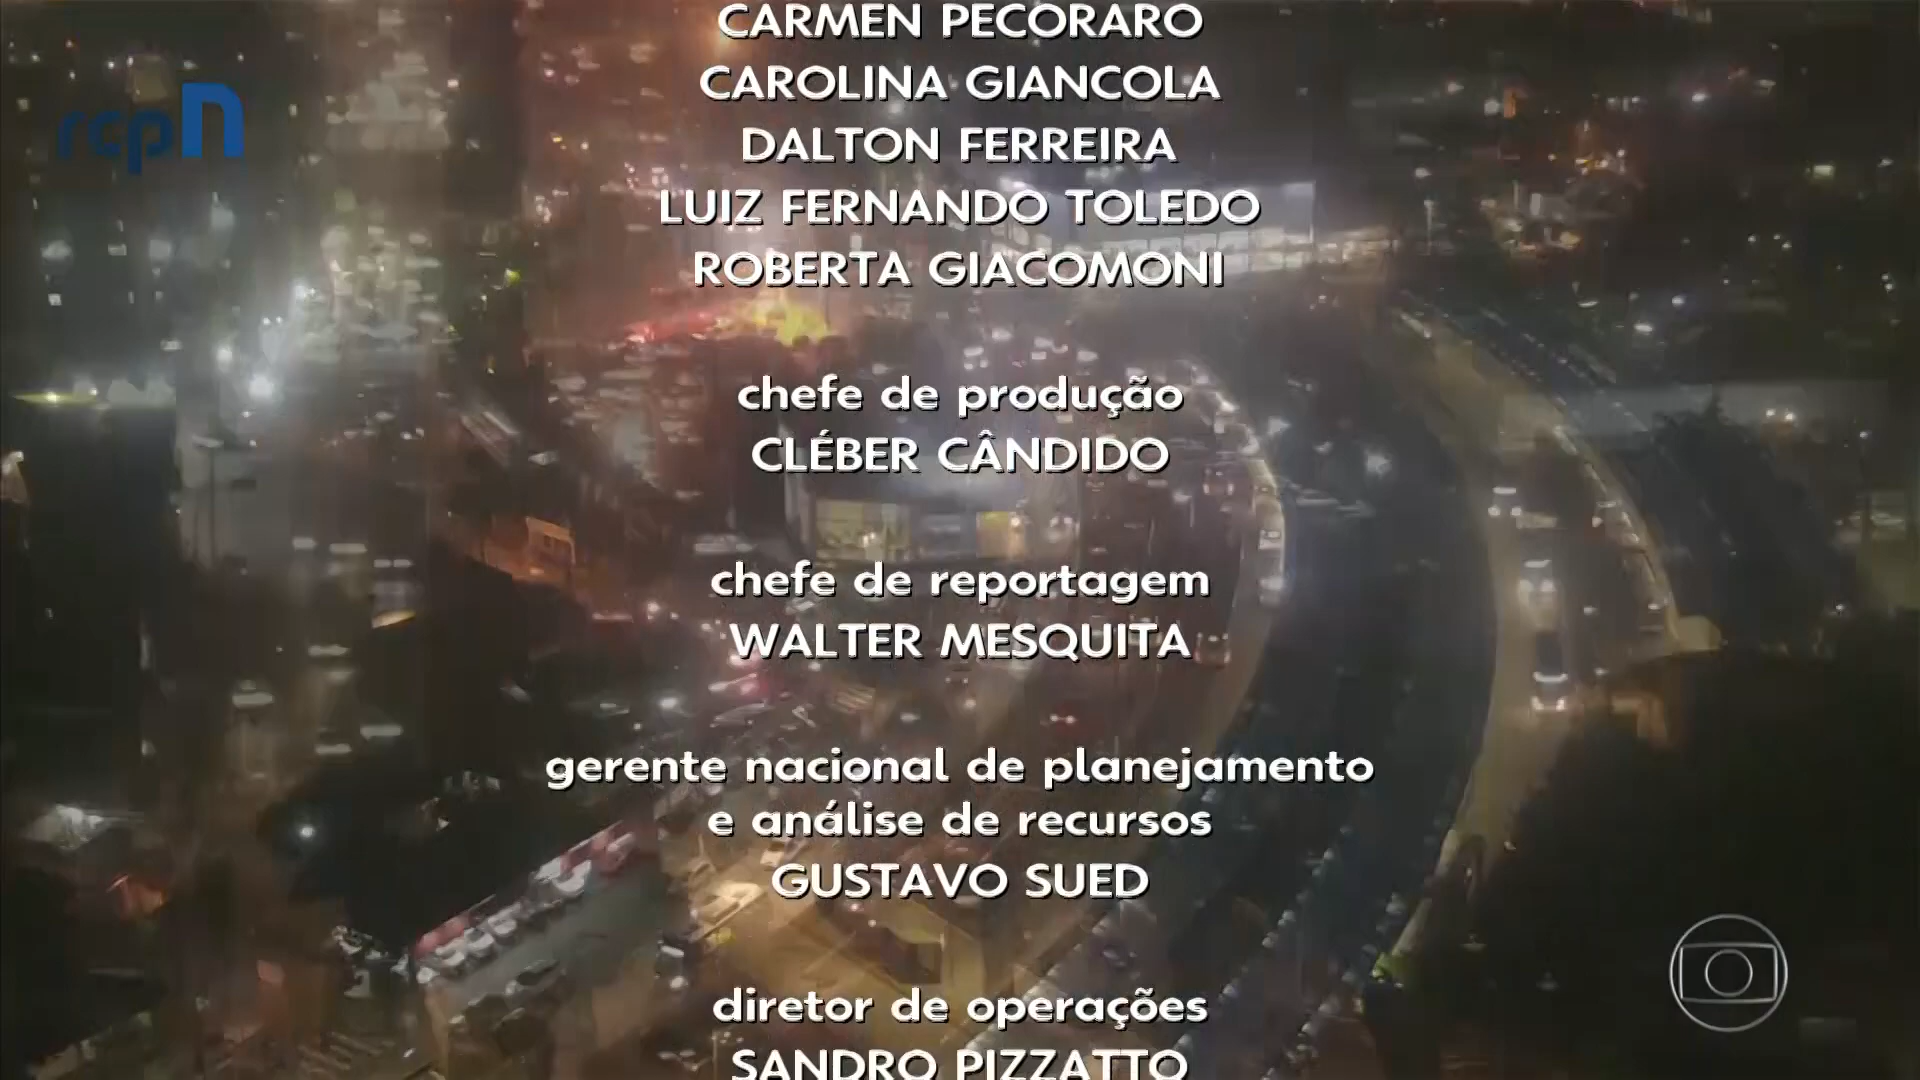 CARMEN PECORARO
rcpn
CAROLINA GIANCOLA
DALTON FERREIRA
LUIZ FERNANDO TOLEDO
ROBERTA GIACOMONI
chefe de produção
CLÉBER CÂNDIDO
chefe de reportagem
WALTER MESQUITA
gerente nacional de planejamento
e análise de recursos
GUSTAVO SUED
diretor de operações
SANDRO PIZZATTO